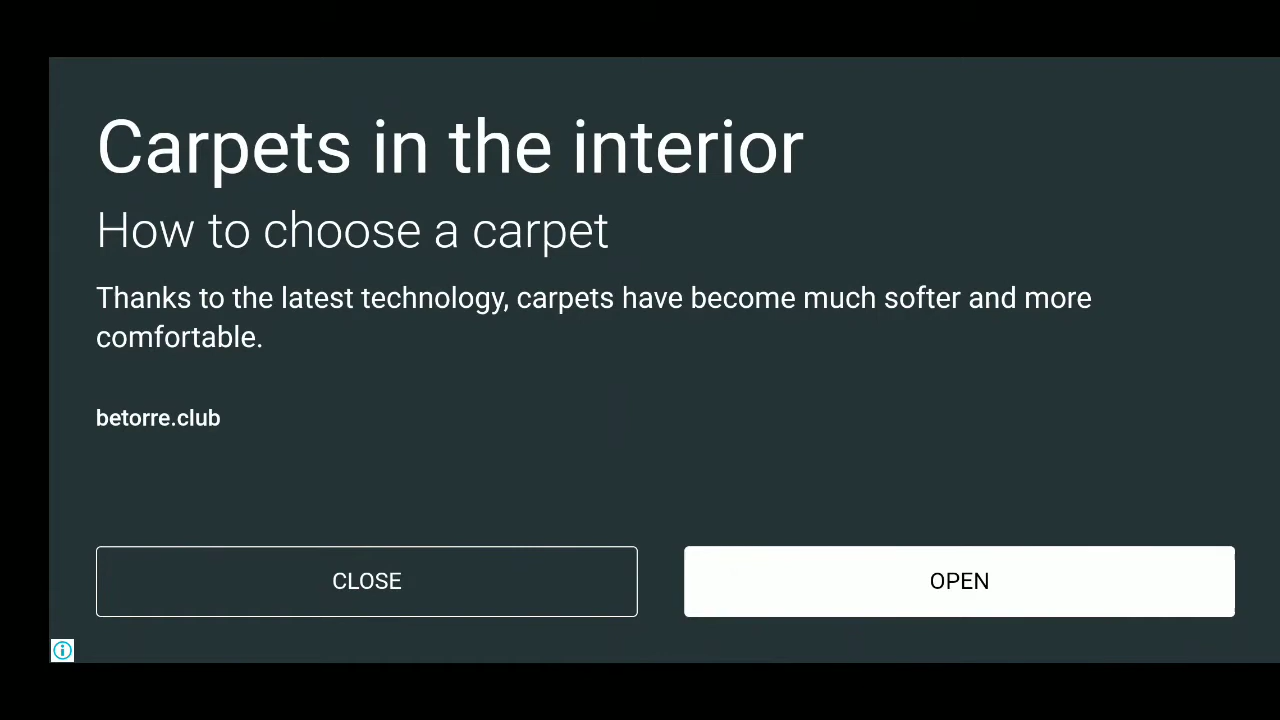 Carpets in the interior
How to choose a carpet
Thanks to the latest technology, carpets have become much softer and more
comfortable.
betorre.club
CLOSE
OPEN